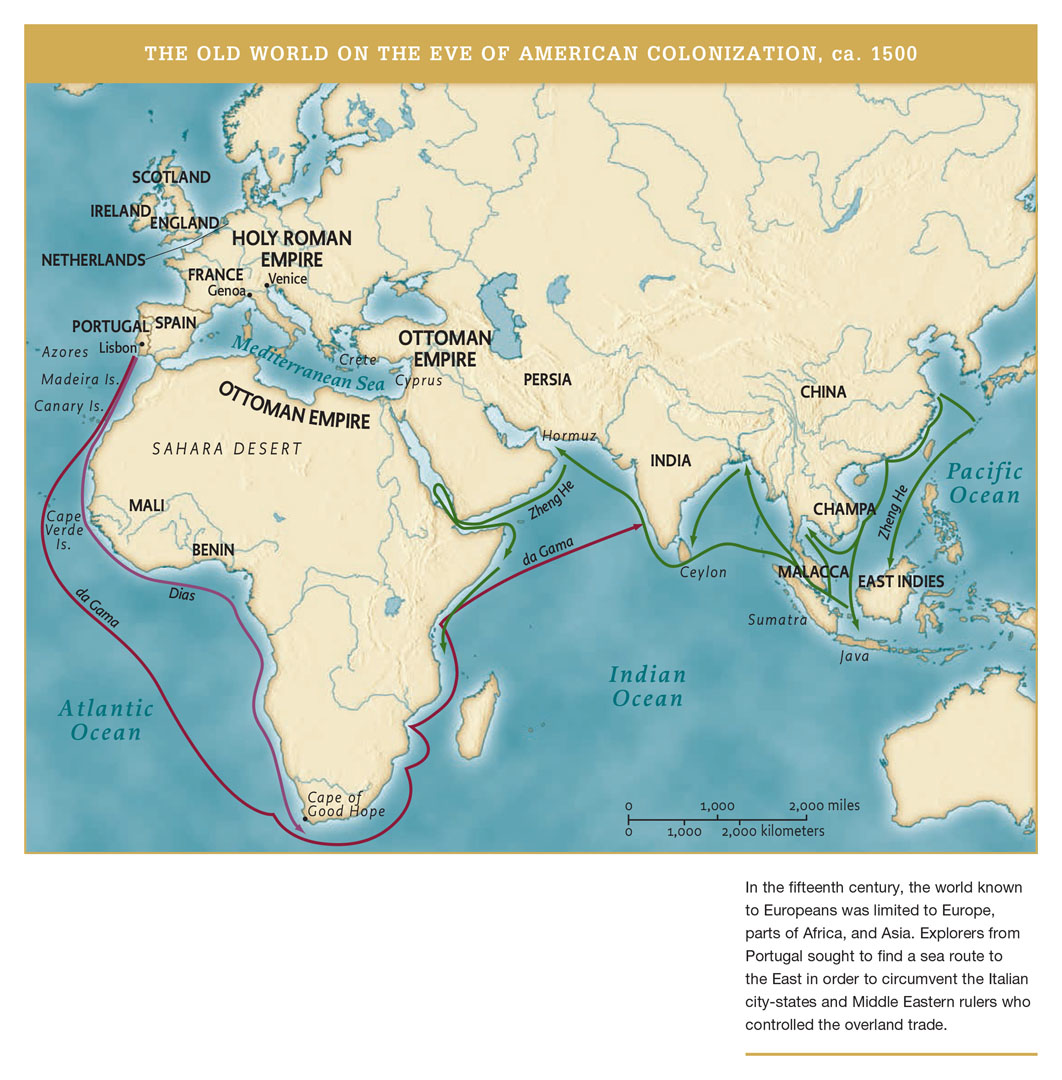 THE OLD WORLD ON THE EVE OF AMERICAN COLONIZATION, ca. 1500
SCOTLAND
IRELAND
ENGLAND
NETHERLANDS
HOLY ROMAN
EMPIRE
FRANCE
Venice
Genoa
PORTUGAL
SPAIN
Lisbon
Azores
Madeira Is.
Canary Is.
Mediterranean Sea
Crete
Cyprus
OTTOMAN
EMPIRE
OTTOMAN EMPIRE
PERSIA
CHINA
SAHARA DESERT
Hormuz
INDIA
Pacific
Ocean
MALI
Cape
Verde
Is.
BENIN
Zheng He
CHAMPA
Zheng He
da Gama
Ceylon
MALACCA
EAST INDIES
Dias
da Gama
Sumatra
Java
Indian
Ocean
Atlantic
Ocean
Cape of
Good Hope
0 1,000 2,000 miles
0 1,000 2,000 kilometers
In the fifteenth century, the world known
to Europeans was limited to Europe,
parts of Africa, and Asia. Explorers from
Portugal sought to find a sea route to
the East in order to circumvent the Italian
city-states and Middle Eastern rulers who
controlled the overland trade.